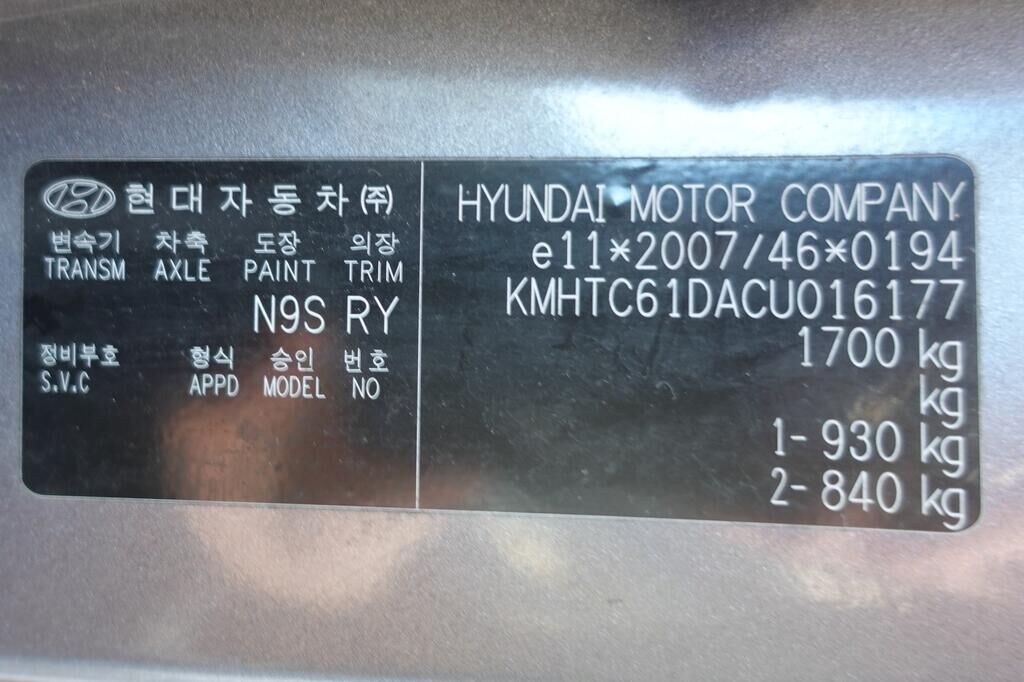 현대자동차(주)
변속기 차축 도장 의장
TRANSM AXLE PAINT TRIM
N9S RY
정비부호 형식 승인 번호
S.V.C APPD MODEL NO
HYUNDAI MOTOR COMPANY
e11*2007/46*0194
KMHTC61DACU016177
1700 kg
kg
1- 930 kg
2- 840 kg